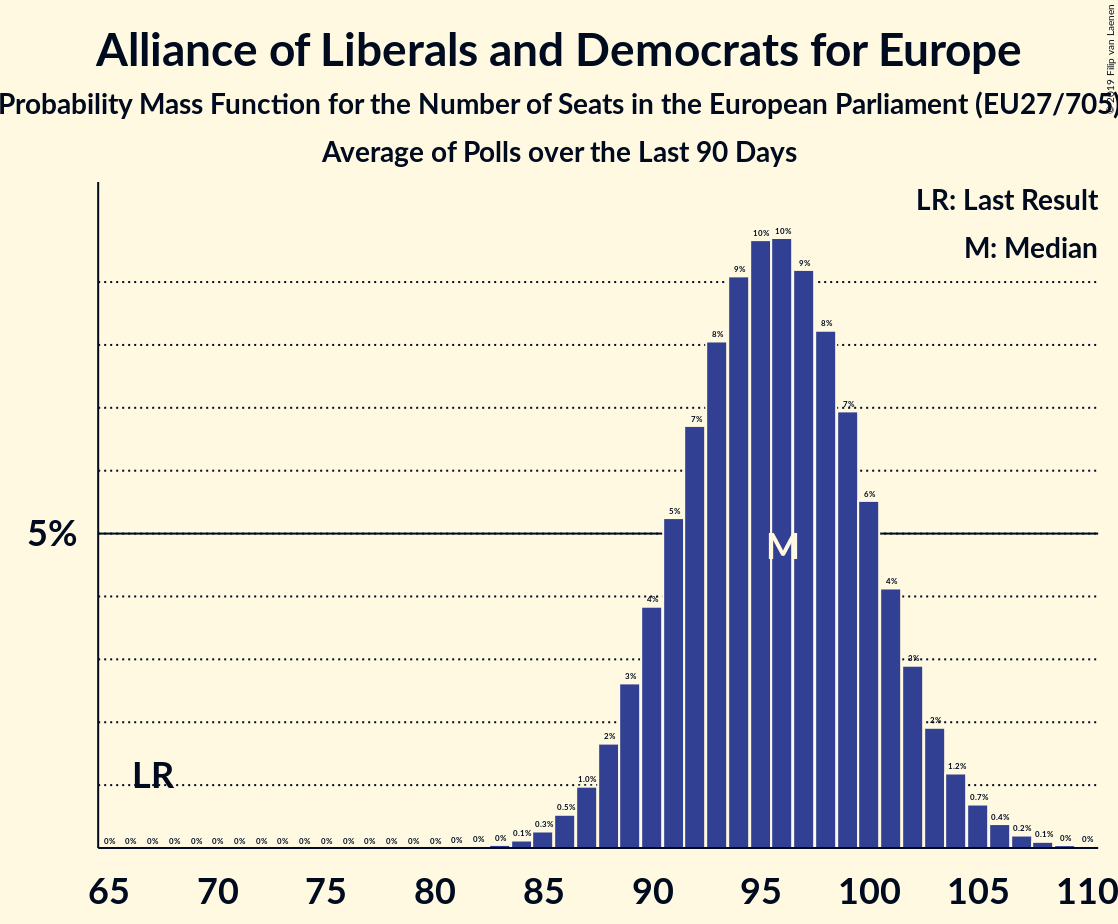 Alliance of Liberals and Democrats for Europe
Probability Mass Function for the Number of Seats in the European Parliament (EU27/705)
Average of Polls over the Last 90 Days
© 2019 Filip van Laenen
LR: Last Result
M: Median
5%
LR
M
0% 0% 0% 0% 0% 0% 0% 0% 0% 0% 0% 0% 0% 0% 0% 0% 0% 0% 0% 0.1% 0.3% 0.5% 1.0% 2% 3% 4% 5% 7% 8% 9% 10% 10% 9% 8% 7% 6% 4% 3% 2% 1.2% 0.7% 0.4% 0.2% 0.1% 0% 0%
65 70 75 80 85 90 95 100 105 110